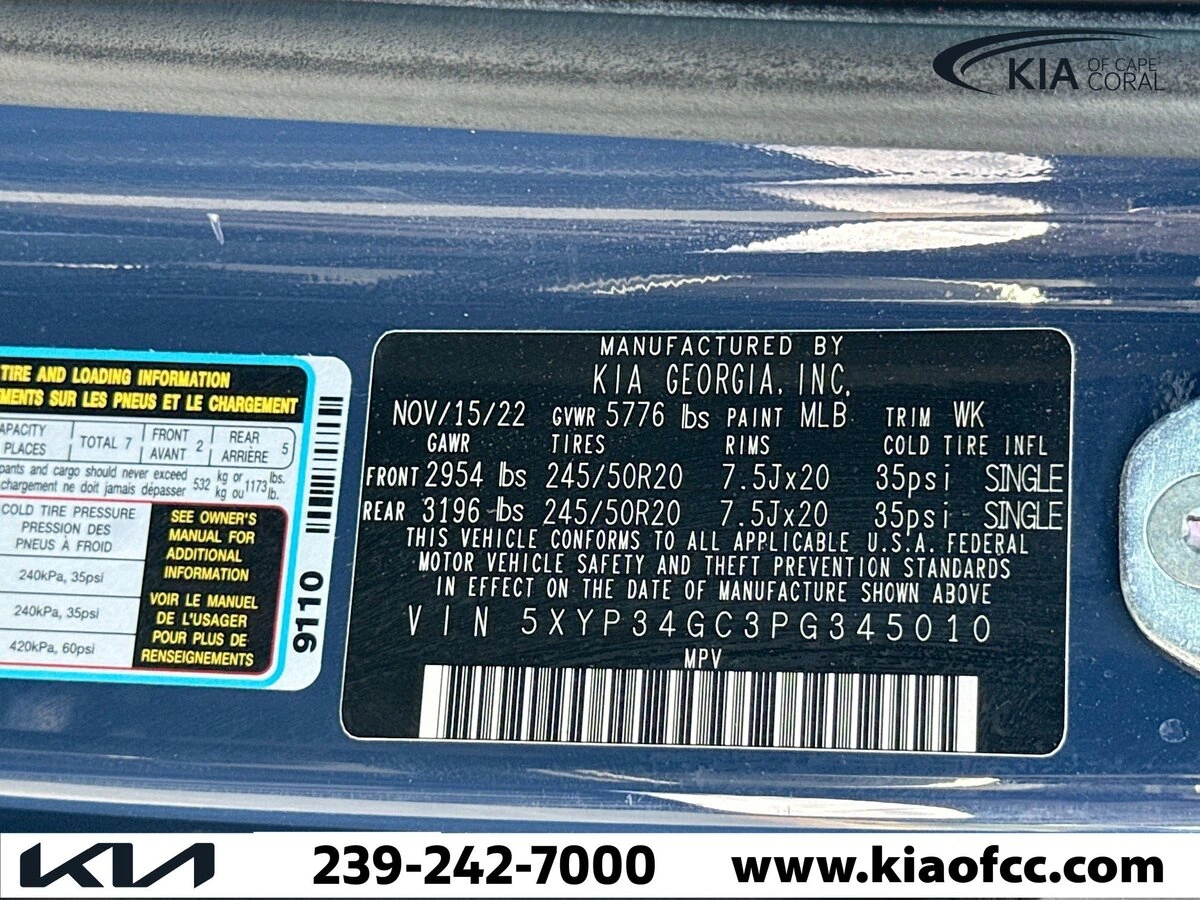 KIA OF CAPE CORAL
TIRE AND LOADING INFORMATION
MENTS SUR LES PNEUS ET LE CHARGEMENT
PLACES TOTAL 7 FRONT AVANT 2 REAR ARRIÈRE 5
pants and cargo should never exceed 532 kg or 1173 lbs.
chargement ne doit jamais dépasser kg ou lb.
COLD TIRE PRESSURE
PRESSION DES
PNEUS À FROID
240kPa, 35psi
240kPa, 35psi
420kPa, 60psi
SEE OWNER'S
MANUAL FOR
ADDITIONAL
INFORMATION
VOIR LE MANUEL
DE L'USAGER
POUR PLUS DE
RENSEIGNEMENTS
9110
MANUFACTURED BY
KIA GEORGIA, INC.
NOV/15/22 GVWR 5776 lbs PAINT MLB TRIM WK
GAWR TIRES RIMS COLD TIRE INFL
FRONT 2954 lbs 245/50R20 7.5Jx20 35psi SINGLE
REAR 3196 lbs 245/50R20 7.5Jx20 35psi SINGLE
THIS VEHICLE CONFORMS TO ALL APPLICABLE U.S.A. FEDERAL
MOTOR VEHICLE SAFETY AND THEFT PREVENTION STANDARDS
IN EFFECT ON THE DATE OF MANUFACTURE SHOWN ABOVE
VIN 5XYP34GC3PG345010
MPV
KIA 239-242-7000 www.kiaofcc.com